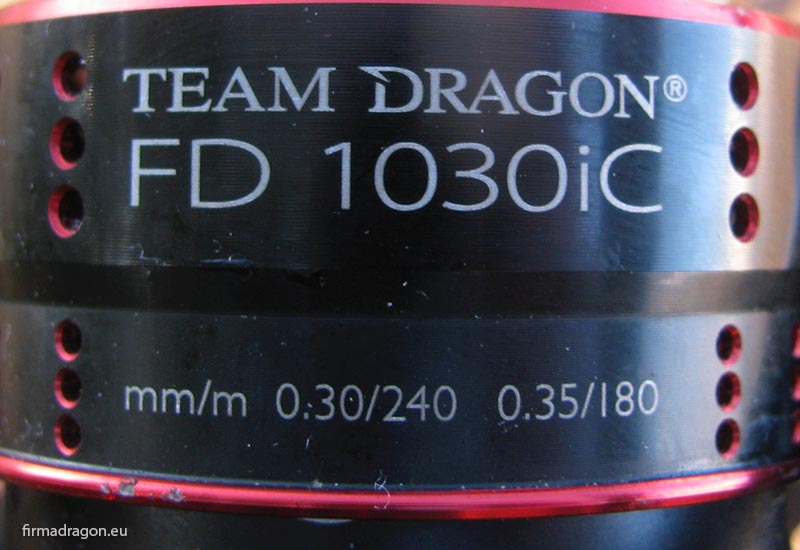 TEAM DRAGON®
FD 1030iC
mm/m 0.30/240 0.35/180
firmadragon.eu